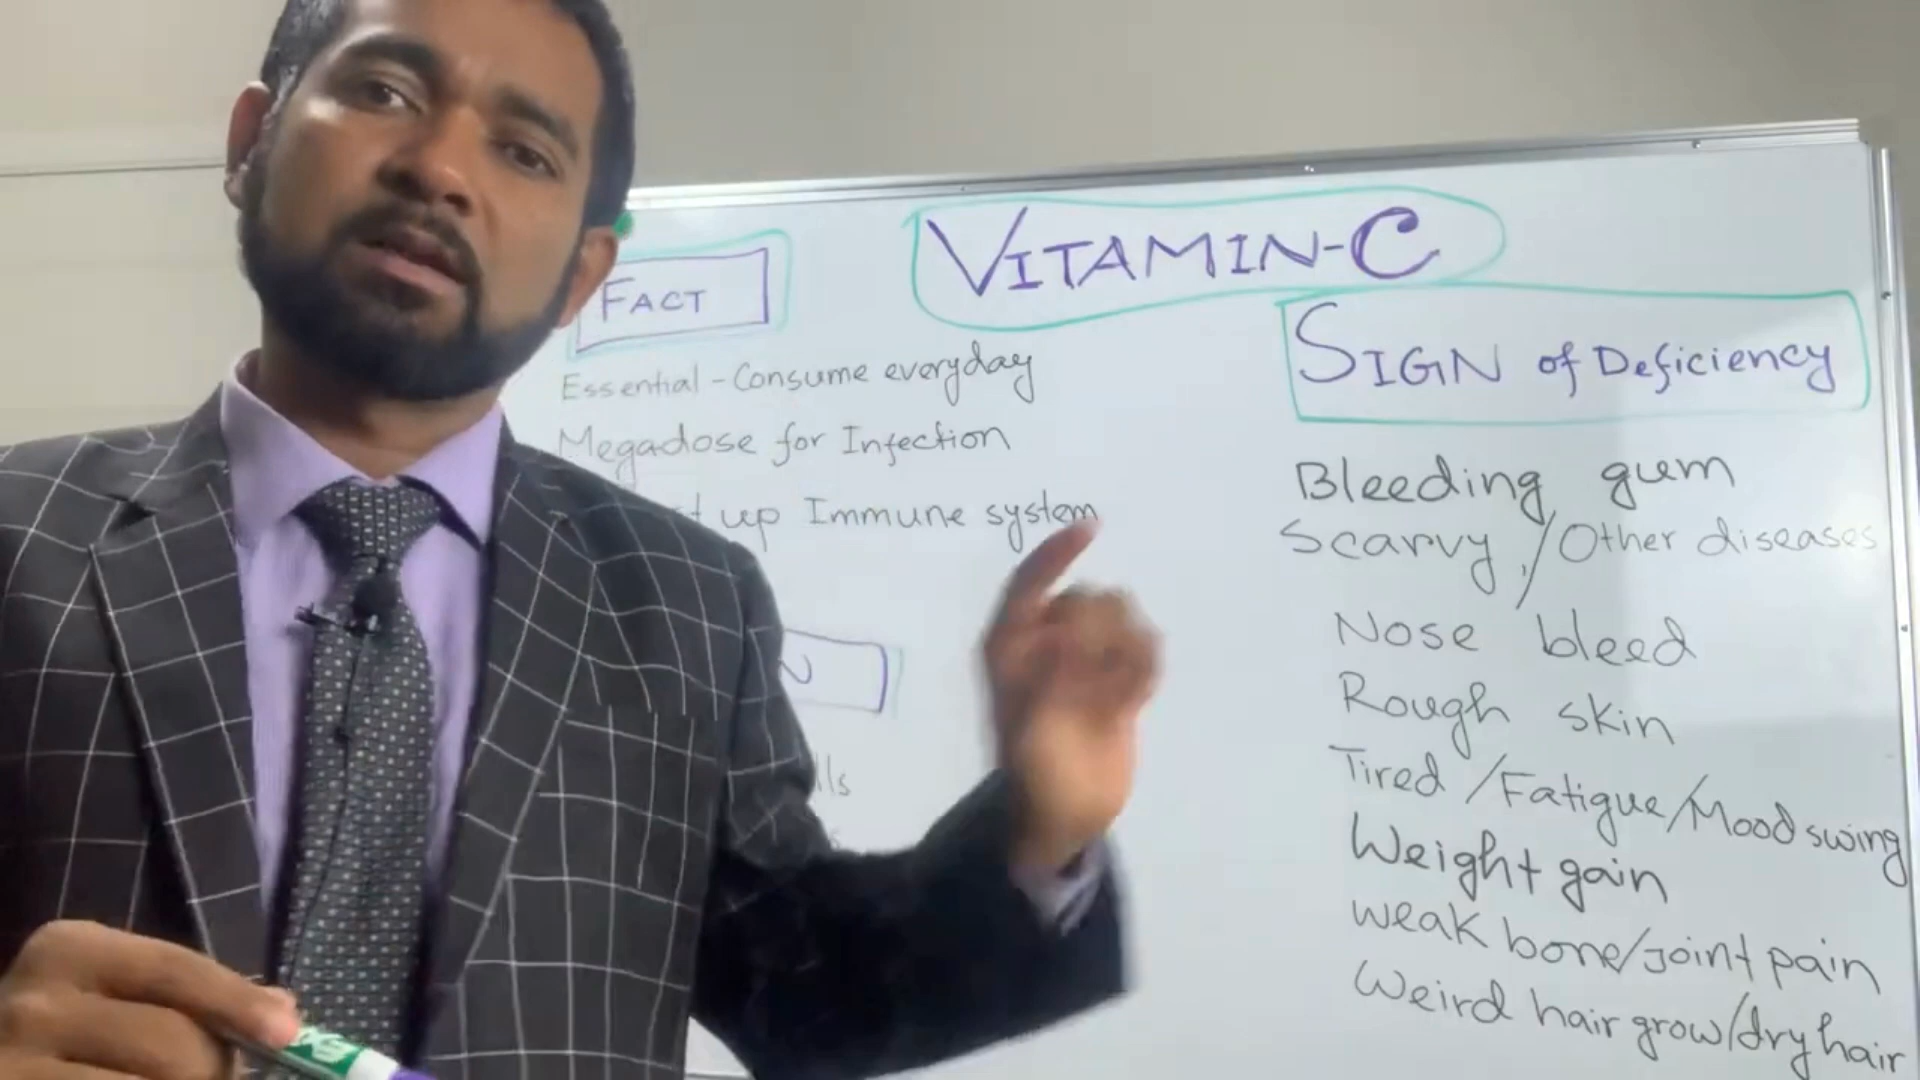 VITAMIN-C
FACT
Essential - Consume everyday
Megadose for Infection
up Immune system
SIGN of Deficiency
Bleeding gum
Scarvy, /Other diseases
Nose bleed
Rough skin
Tired /Fatigue/Mood swing
Weight gain
weak bone/joint pain
Weird hair grow/dry hair